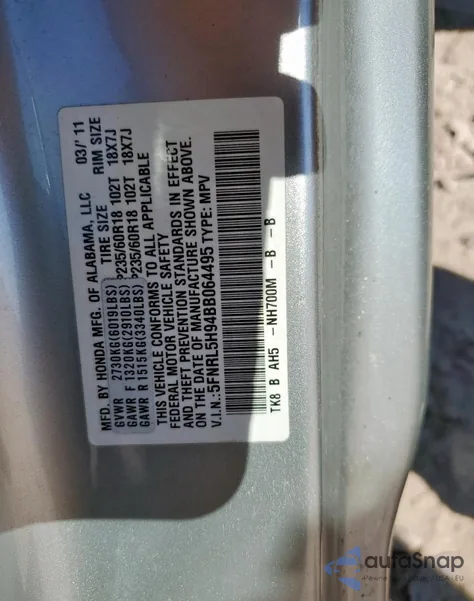 MFD. BY HONDA MFG. OF ALABAMA, LLC 03/'11
TIRE SIZE RIM SIZE
GVWR 2730KG(6019LBS)
GAWR F 1320KG(2910LBS) P235/60R18 102T 18X7J
GAWR R 1515KG(3340LBS) P235/60R18 102T 18X7J
THIS VEHICLE CONFORMS TO ALL APPLICABLE
FEDERAL MOTOR VEHICLE SAFETY
AND THEFT PREVENTION STANDARDS IN EFFECT
ON THE DATE OF MANUFACTURE SHOWN ABOVE.
V.I.N.:5FNRL5H94BB064495 TYPE: MPV
TK8 B AH5 -NH700M -B -B
autaSnap